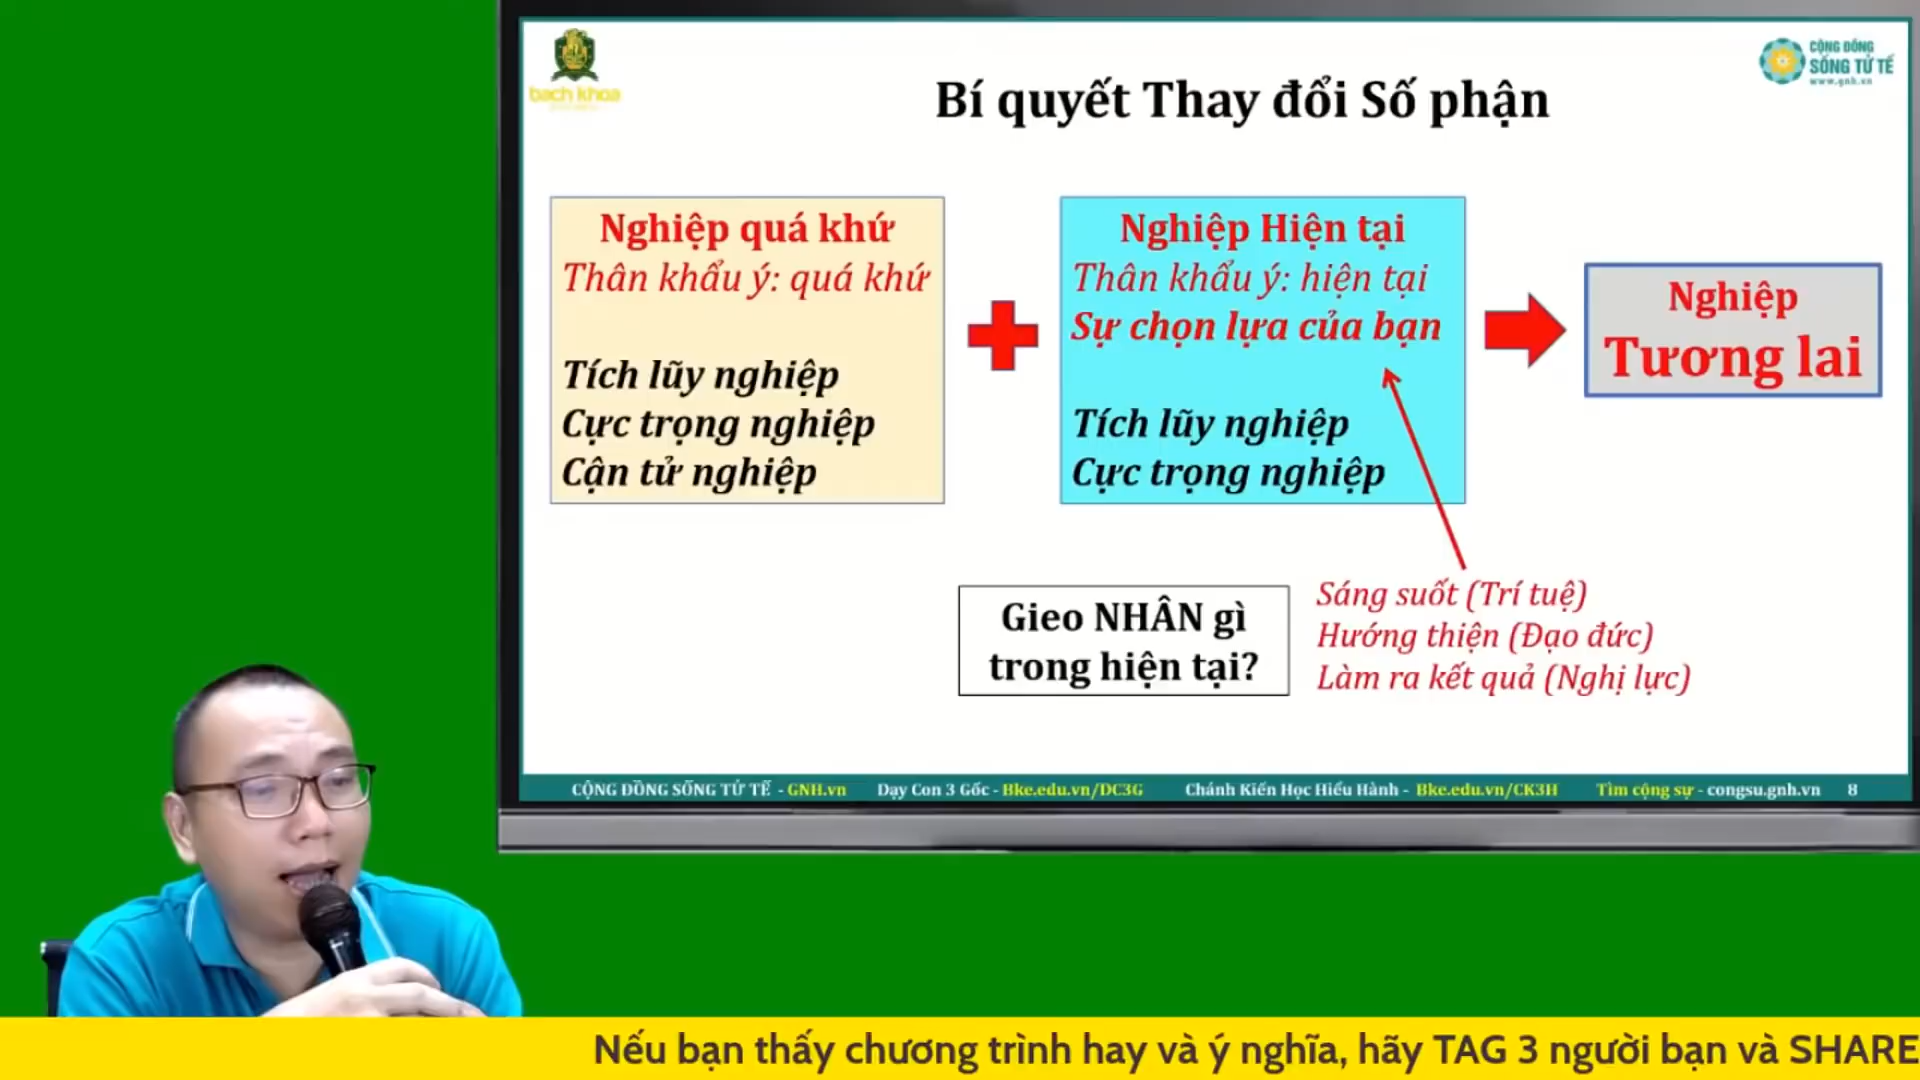 bach khoa
CỘNG ĐỒNG
SỐNG TỬ TẾ
www.gnh.vn
Bí quyết Thay đổi Số phận
Nghiệp quá khứ
Thân khẩu ý: quá khứ
Tích lũy nghiệp
Cực trọng nghiệp
Cận tử nghiệp
Nghiệp Hiện tại
Thân khẩu ý: hiện tại
Sự chọn lựa của bạn
Tích lũy nghiệp
Cực trọng nghiệp
Nghiệp
Tương lai
Gieo NHÂN gì
trong hiện tại?
Sáng suốt (Trí tuệ)
Hướng thiện (Đạo đức)
Làm ra kết quả (Nghị lực)
CỘNG ĐỒNG SỐNG TỬ TẾ - GNH.vn Dạy Con 3 Gốc - Bke.edu.vn/DC3G Chánh Kiến Học Hiểu Hành - Bke.edu.vn/CK3H Tìm cộng sự - congsu.gnh.vn 8
Nếu bạn thấy chương trình hay và ý nghĩa, hãy TAG 3 người bạn và SHARE